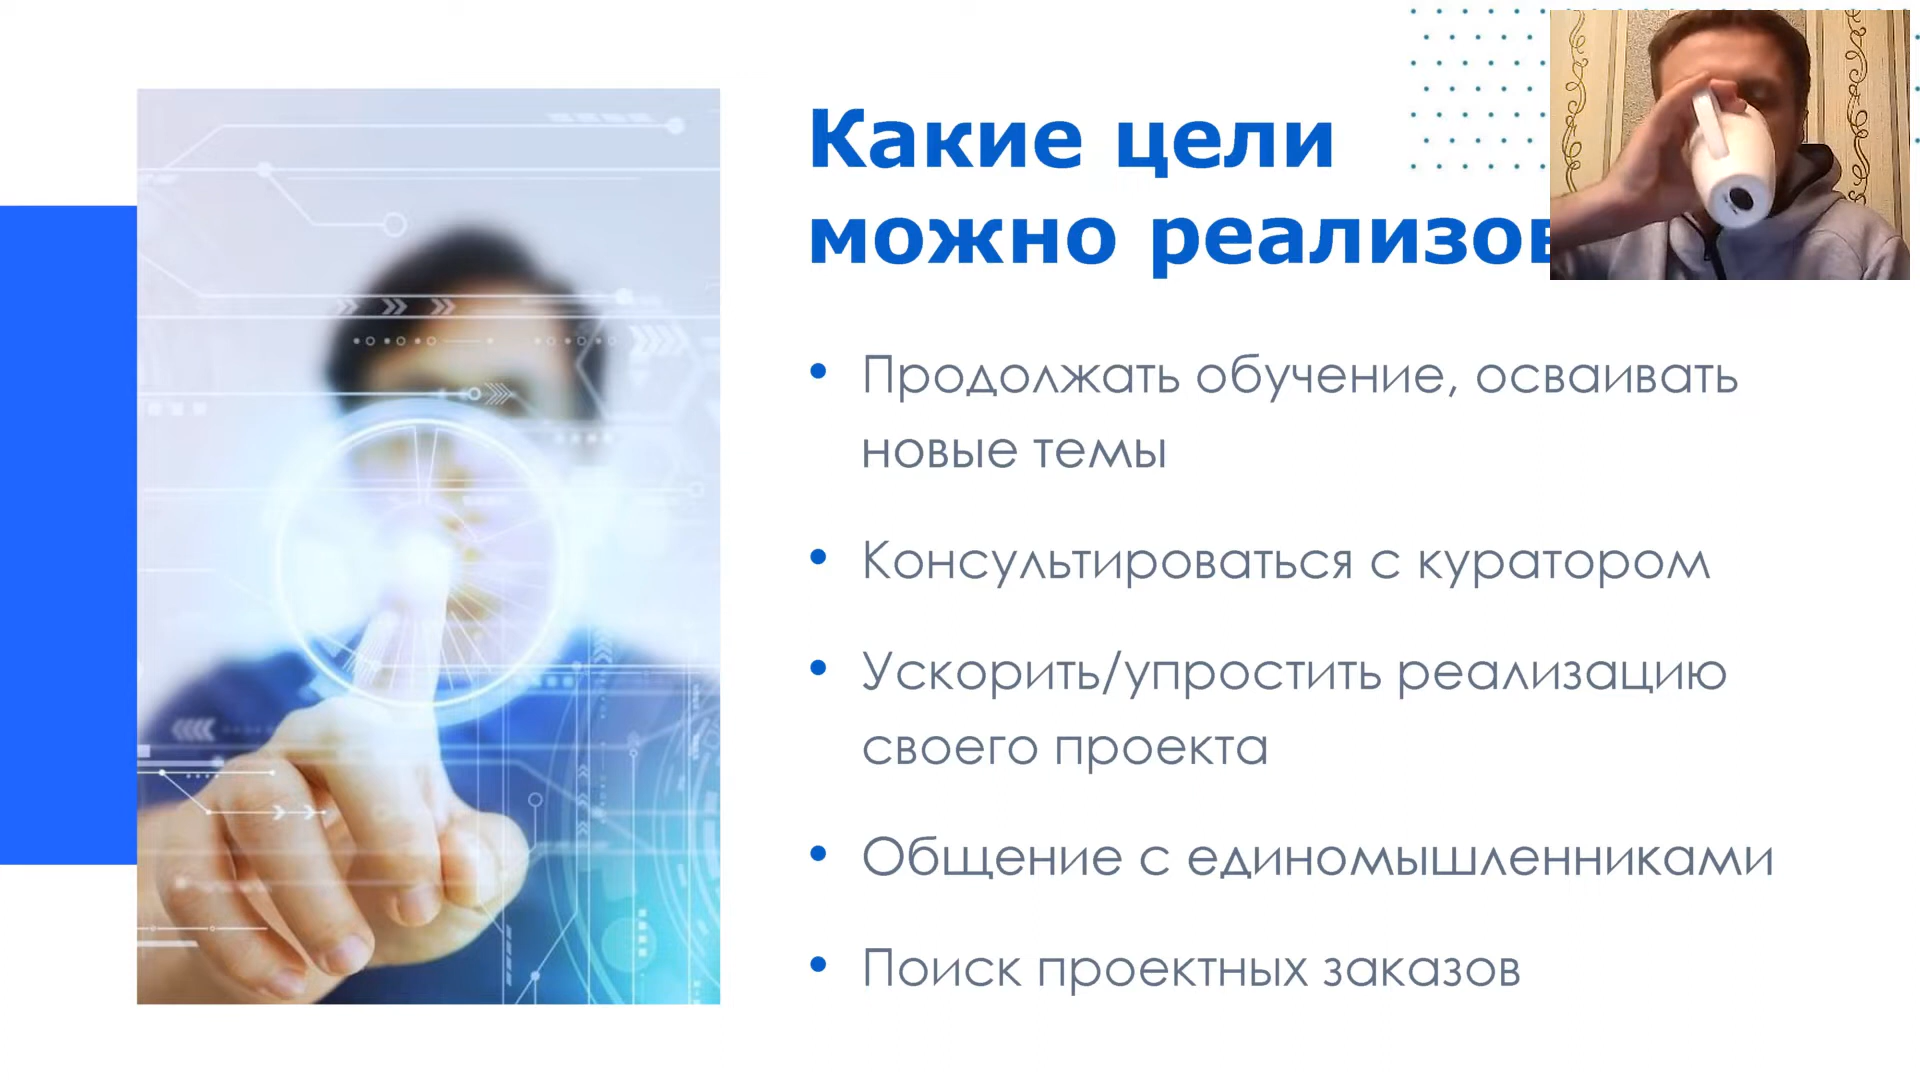 Какие цели
можно
• Продолжать обучение, осваивать
новые темы
• Консультироваться с куратором
• Ускорить/упростить реализацию
своего проекта
• Общение с единомышленниками
• Поиск проектных заказов